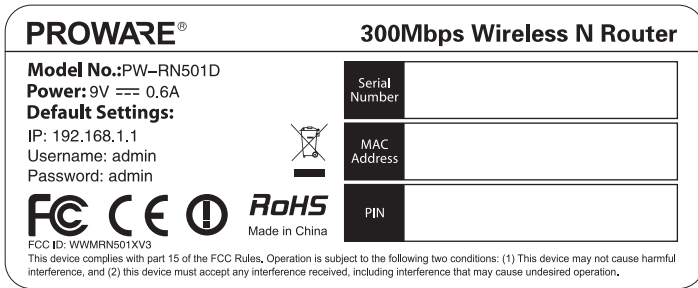 PROWARE®
300Mbps Wireless N Router
Model No.:PW-RN501D
Power: 9V ⎓ 0.6A
Default Settings:
IP: 192.168.1.1
Username: admin
Password: admin
Serial
Number
MAC
Address
PIN
FC CE
RoHS
Made in China
FCC ID: WWMRN501XV3
This device complies with part 15 of the FCC Rules. Operation is subject to the following two conditions: (1) This device may not cause harmful
interference, and (2) this device must accept any interference received, including interference that may cause undesired operation.